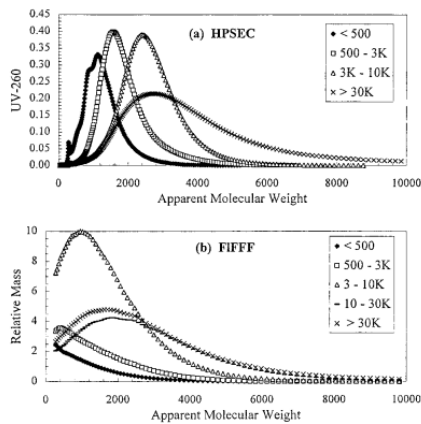 (a) HPSEC
0.45
0.40
0.35
0.30
0.25
0.20
0.15
0.10
0.05
0.00
UV-260
< 500
500 - 3K
3K - 10K
> 30K
0 2000 4000 6000 8000 10000
Apparent Molecular Weight
(b) FlFFF
10
8
6
4
2
0
Relative Mass
< 500
500 - 3K
3 - 10K
10 - 30K
> 30K
0 2000 4000 6000 8000 10000
Apparent Molecular Weight